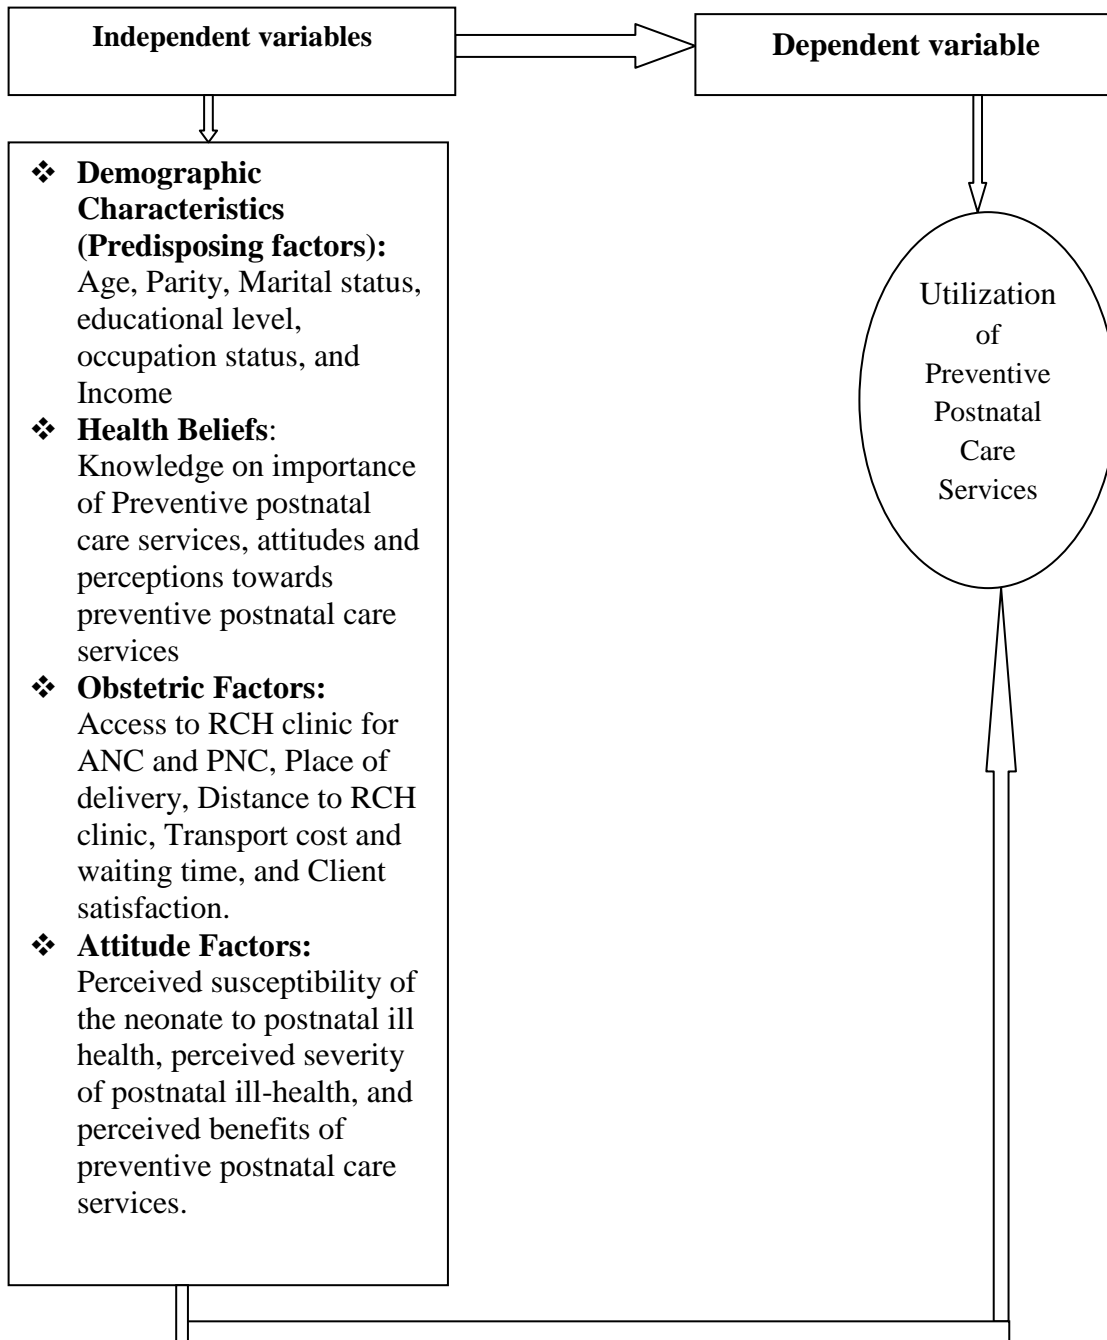 Independent variables
Dependent variable
❖ Demographic
Characteristics
(Predisposing factors):
Age, Parity, Marital status,
educational level,
occupation status, and
Income
❖ Health Beliefs:
Knowledge on importance
of Preventive postnatal
care services, attitudes and
perceptions towards
preventive postnatal care
services
❖ Obstetric Factors:
Access to RCH clinic for
ANC and PNC, Place of
delivery, Distance to RCH
clinic, Transport cost and
waiting time, and Client
satisfaction.
❖ Attitude Factors:
Perceived susceptibility of
the neonate to postnatal ill
health, perceived severity
of postnatal ill-health, and
perceived benefits of
preventive postnatal care
services.
Utilization
of
Preventive
Postnatal
Care
Services